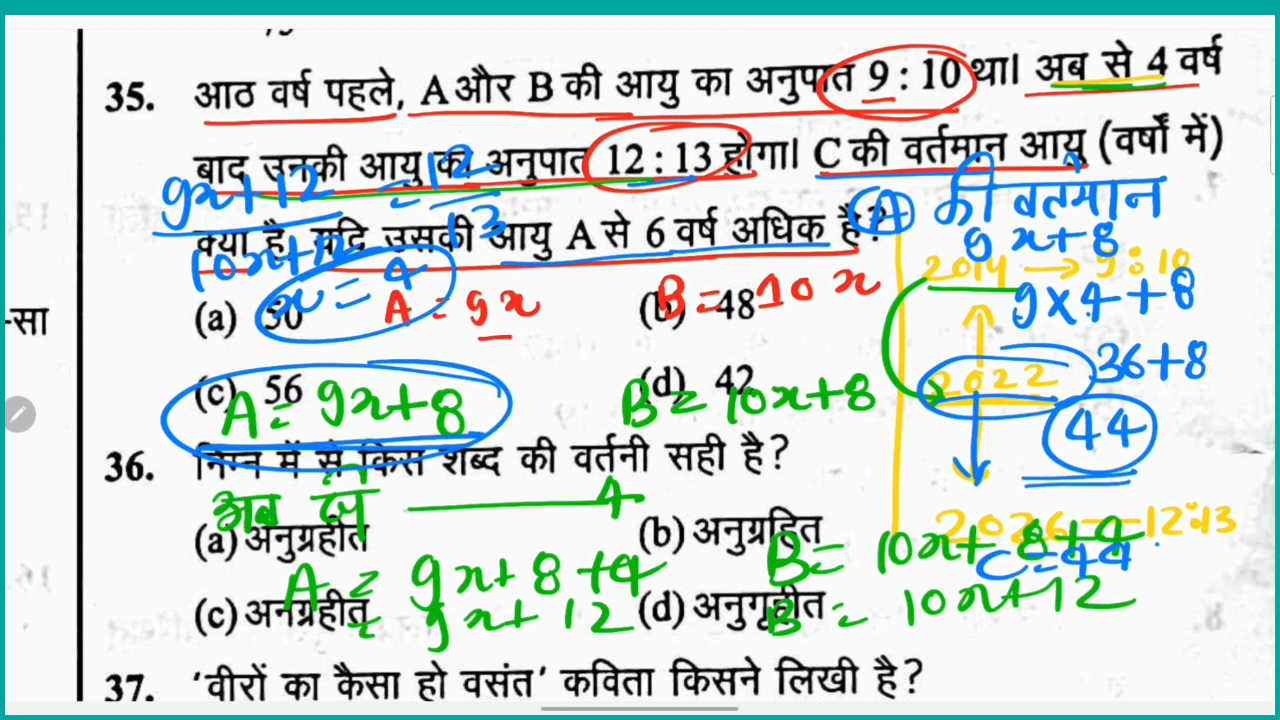 35. आठ वर्ष पहले, A और B की आयु का अनुपात 9 : 10 था। अब से 4 वर्ष
बाद उनकी आयु का अनुपात 12 : 13 होगा। C की वर्तमान आयु (वर्षों में)
क्या है, यदि उसकी आयु A से 6 वर्ष अधिक है?
(a) 50
(b) 48
(c) 56
(d) 42
36. निम्न में से किस शब्द की वर्तनी सही है?
(a) अनुग्रहीत
(b) अनुग्रहित
(c) अनग्रहीत
(d) अनुगृहीत
37. 'वीरों का कैसा हो वसंत' कविता किसने लिखी है?
-सा
9x+12 = 12
10x+12 13
x = 4
A = 9x
B = 10x
A = 9x+8
B = 10x+8
अब से 4
A = 9x+8+4
= 9x+12
B = 10x+8+4
B = 10x+12
A की वर्तमान
9x+8
2014 → 9:10
9×4+8
36+8
2022
44
2026 — 12:13
C=44